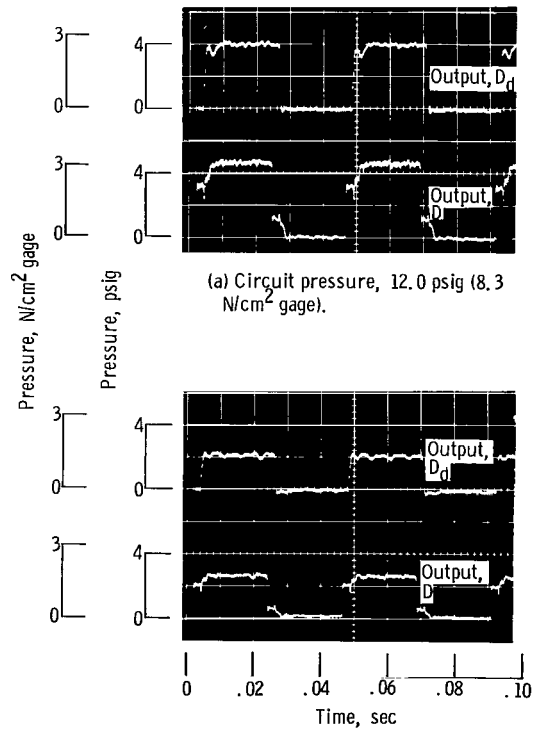 3
0
4
0
Output, D_d
3
0
4
0
Output,
D
Pressure, N/cm² gage
Pressure, psig
(a) Circuit pressure, 12.0 psig (8.3
N/cm² gage).
3
0
4
0
Output,
D_d
3
0
4
0
Output,
D
0 .02 .04 .06 .08 .10
Time, sec